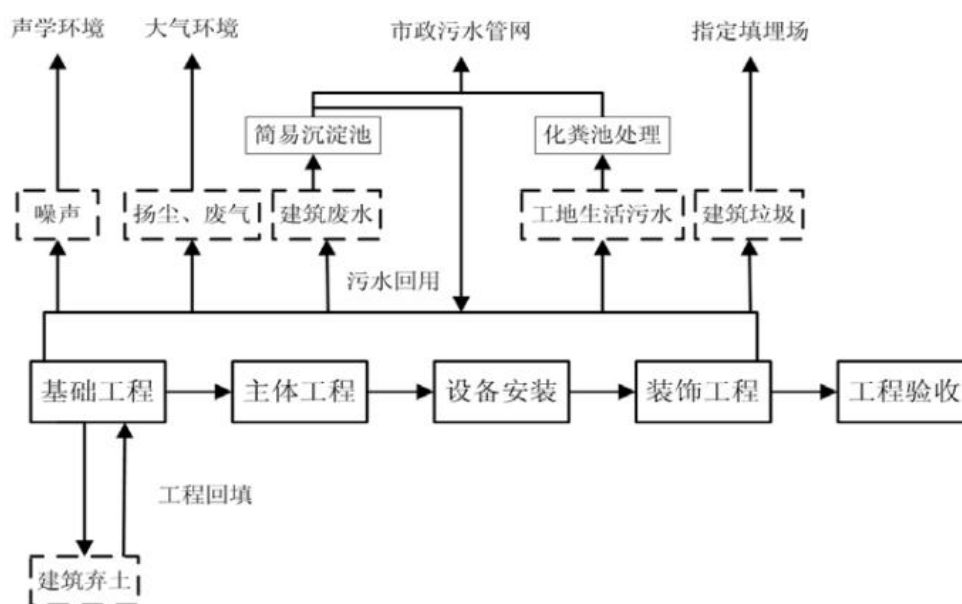 声学环境
大气环境
市政污水管网
指定填埋场
简易沉淀池
化粪池处理
噪声
扬尘、废气
建筑废水
工地生活污水
建筑垃圾
污水回用
基础工程
主体工程
设备安装
装饰工程
工程验收
工程回填
建筑弃土